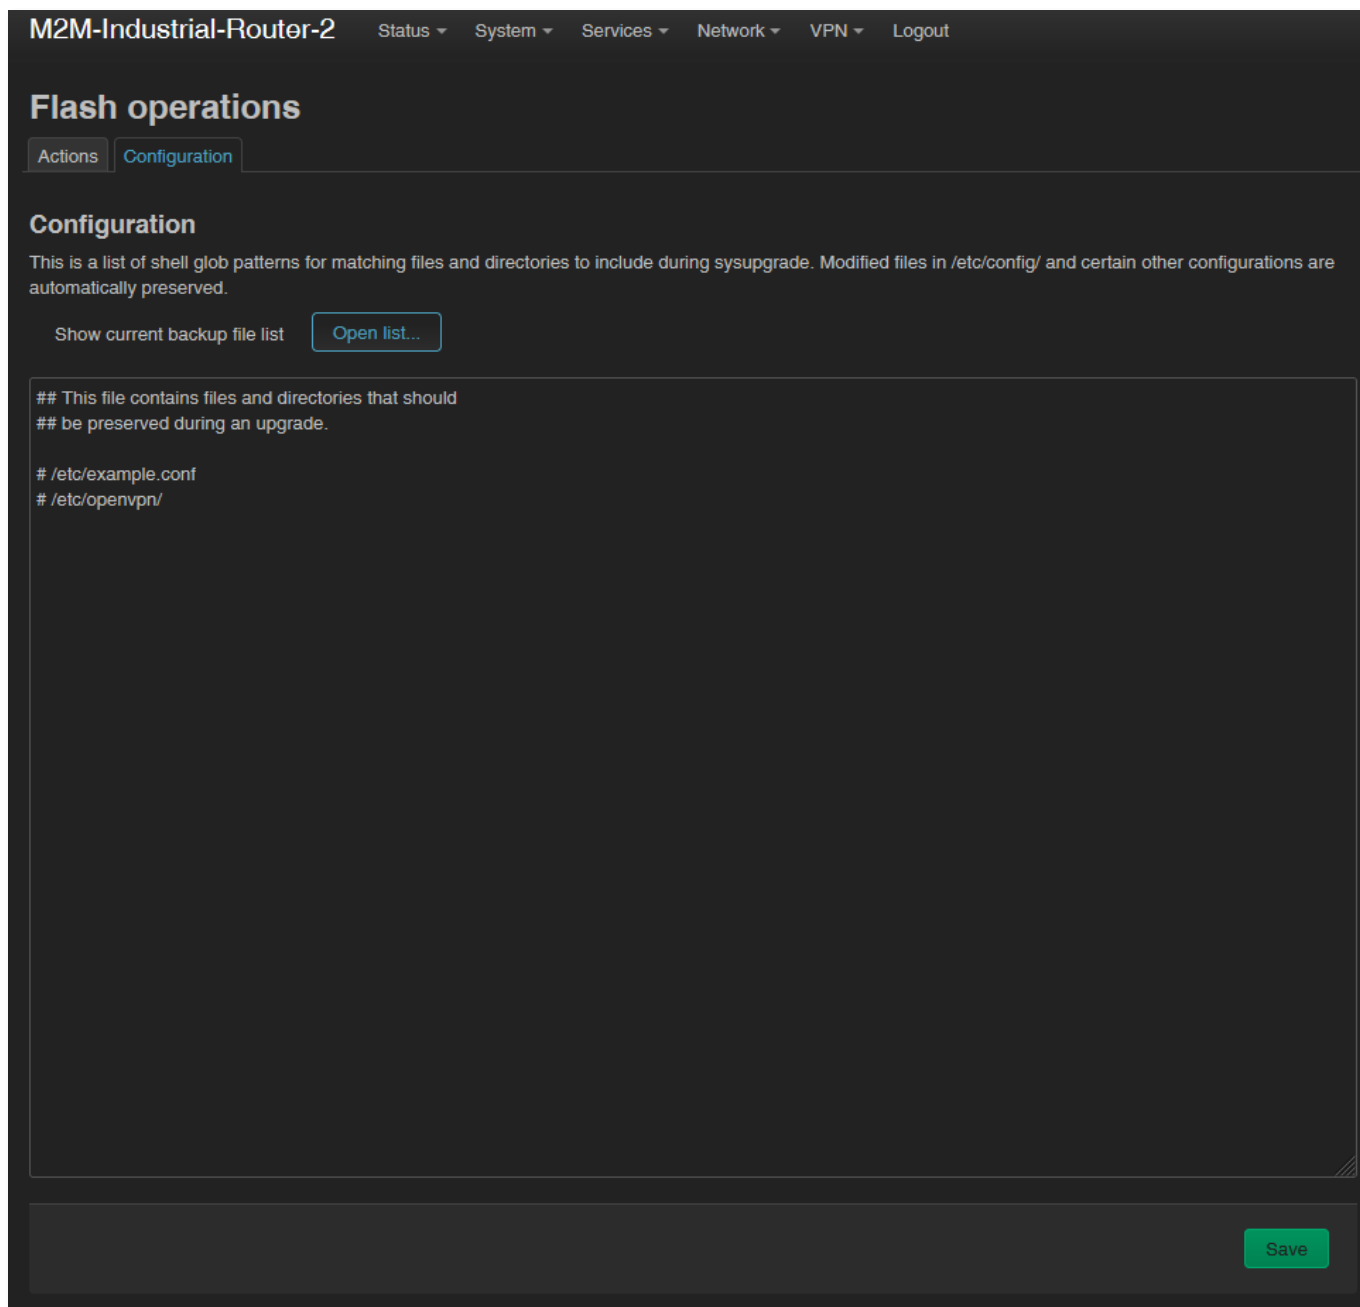 M2M-Industrial-Router-2 Status System Services Network VPN Logout
Flash operations
Actions Configuration
Configuration
This is a list of shell glob patterns for matching files and directories to include during sysupgrade. Modified files in /etc/config/ and certain other configurations are
automatically preserved.
Show current backup file list Open list...
## This file contains files and directories that should
## be preserved during an upgrade.
# /etc/example.conf
# /etc/openvpn/
Save